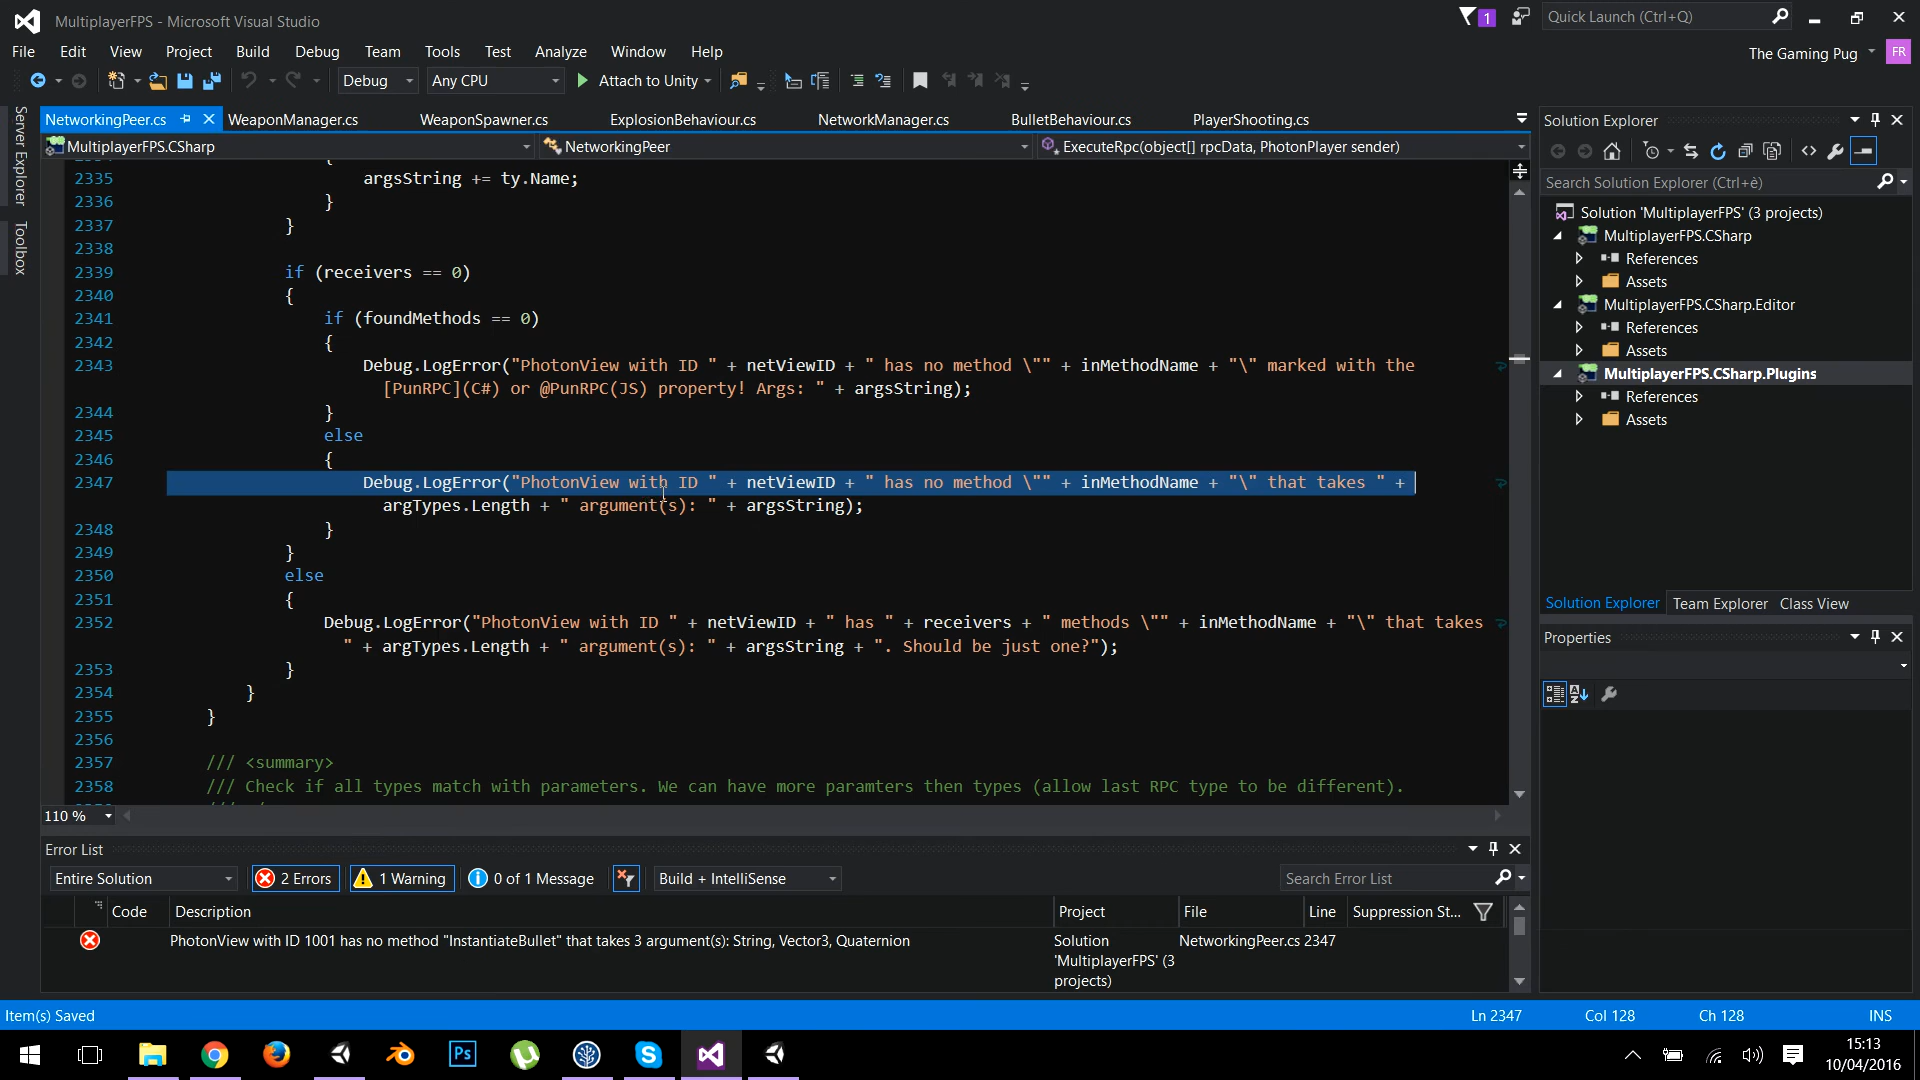 MultiplayerFPS - Microsoft Visual Studio
1
Quick Launch (Ctrl+Q)
File Edit View Project Build Debug Team Tools Test Analyze Window Help
The Gaming Pug
FR
Debug Any CPU Attach to Unity
Server Explorer
Toolbox
NetworkingPeer.cs WeaponManager.cs WeaponSpawner.cs ExplosionBehaviour.cs NetworkManager.cs BulletBehaviour.cs PlayerShooting.cs
MultiplayerFPS.CSharp NetworkingPeer ExecuteRpc(object[] rpcData, PhotonPlayer sender)
{
2335 argsString += ty.Name;
2336 }
2337 }
2338
2339 if (receivers == 0)
2340 {
2341 if (foundMethods == 0)
2342 {
2343 Debug.LogError("PhotonView with ID " + netViewID + " has no method \"" + inMethodName + "\" marked with the
[PunRPC](C#) or @PunRPC(JS) property! Args: " + argsString);
2344 }
2345 else
2346 {
2347 Debug.LogError("PhotonView with ID " + netViewID + " has no method \"" + inMethodName + "\" that takes " +
argTypes.Length + " argument(s): " + argsString);
2348 }
2349 }
2350 else
2351 {
2352 Debug.LogError("PhotonView with ID " + netViewID + " has " + receivers + " methods \"" + inMethodName + "\" that takes
" + argTypes.Length + " argument(s): " + argsString + ". Should be just one?");
2353 }
2354 }
2355 }
2356
2357 /// <summary>
2358 /// Check if all types match with parameters. We can have more paramters then types (allow last RPC type to be different).
110 %
Solution Explorer
Search Solution Explorer (Ctrl+è)
Solution 'MultiplayerFPS' (3 projects)
MultiplayerFPS.CSharp
References
Assets
MultiplayerFPS.CSharp.Editor
References
Assets
MultiplayerFPS.CSharp.Plugins
References
Assets
Solution Explorer Team Explorer Class View
Properties
Error List
Entire Solution 2 Errors 1 Warning 0 of 1 Message Build + IntelliSense Search Error List
Code Description Project File Line Suppression St...
PhotonView with ID 1001 has no method "InstantiateBullet" that takes 3 argument(s): String, Vector3, Quaternion Solution NetworkingPeer.cs 2347
'MultiplayerFPS' (3
projects)
Item(s) Saved Ln 2347 Col 128 Ch 128 INS
Ps
15:13
10/04/2016